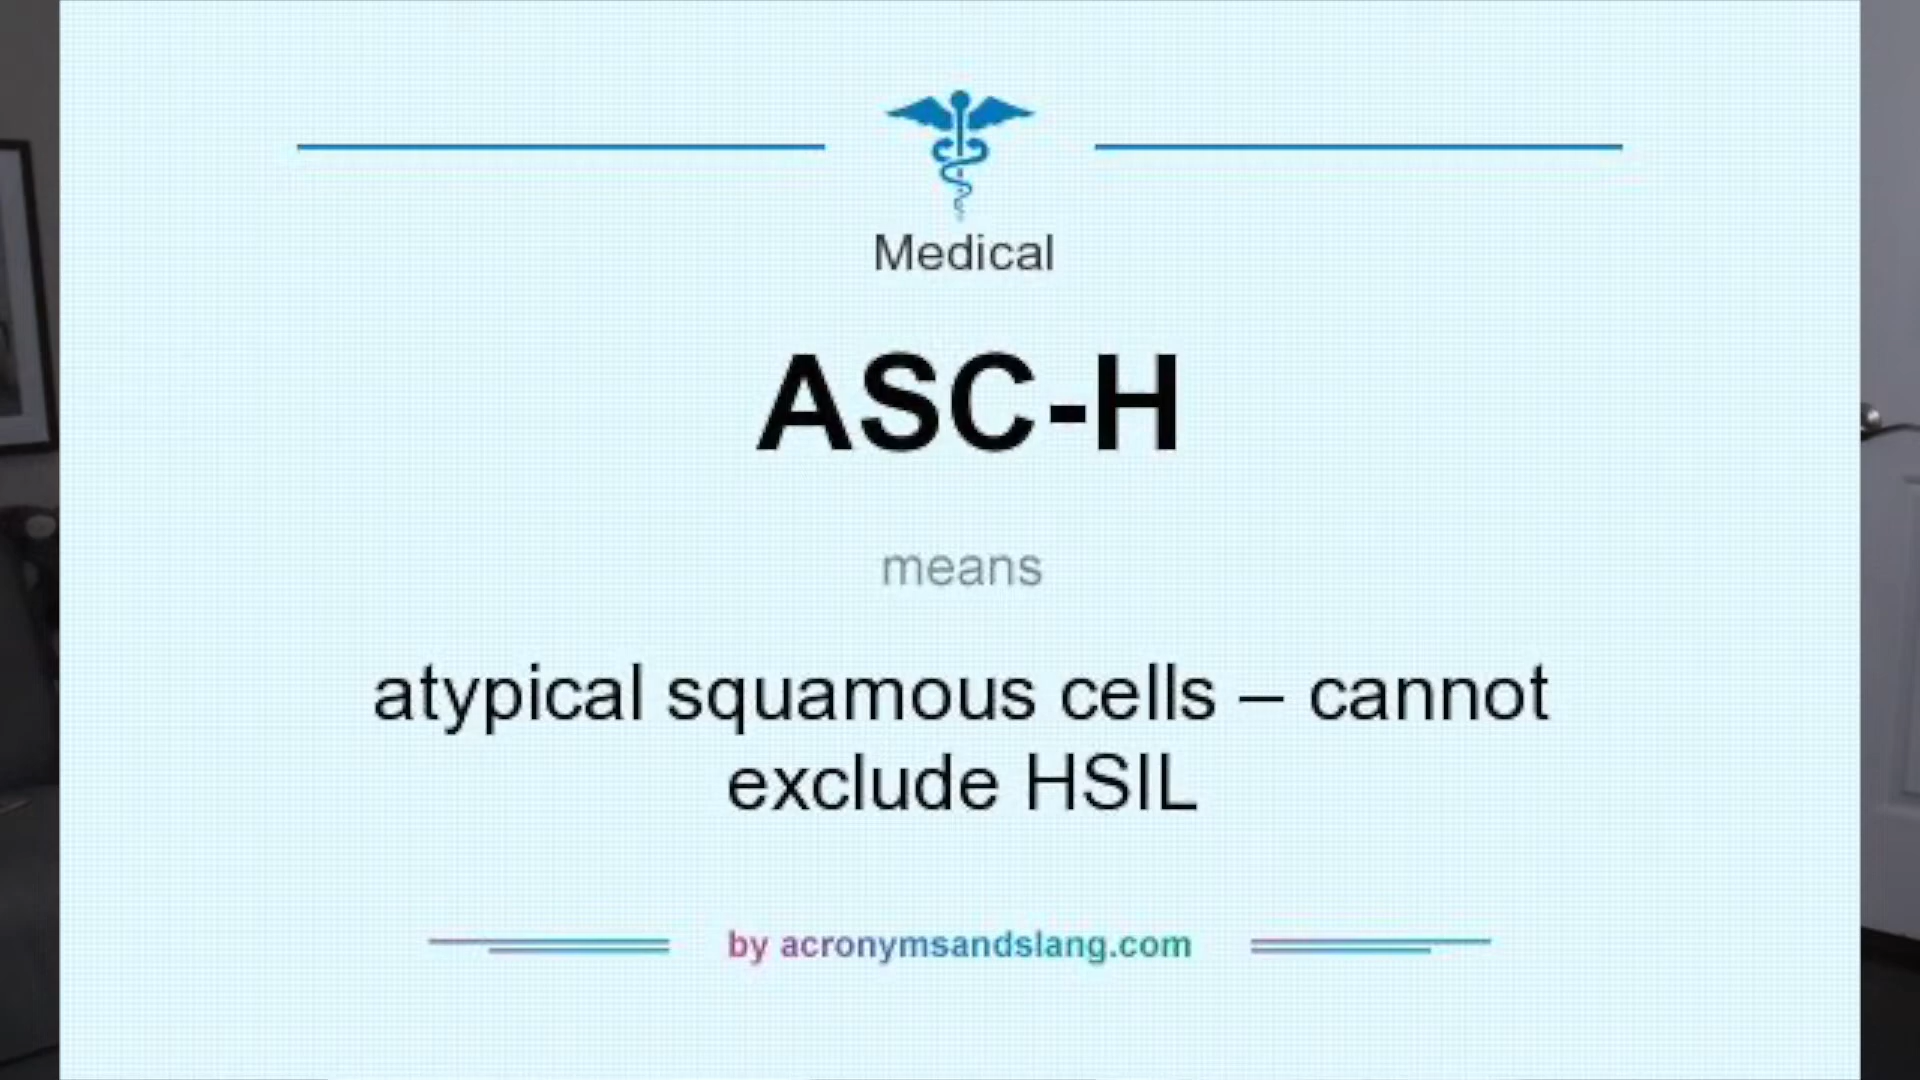 Medical
ASC-H
means
atypical squamous cells – cannot
exclude HSIL
by acronymsandslang.com